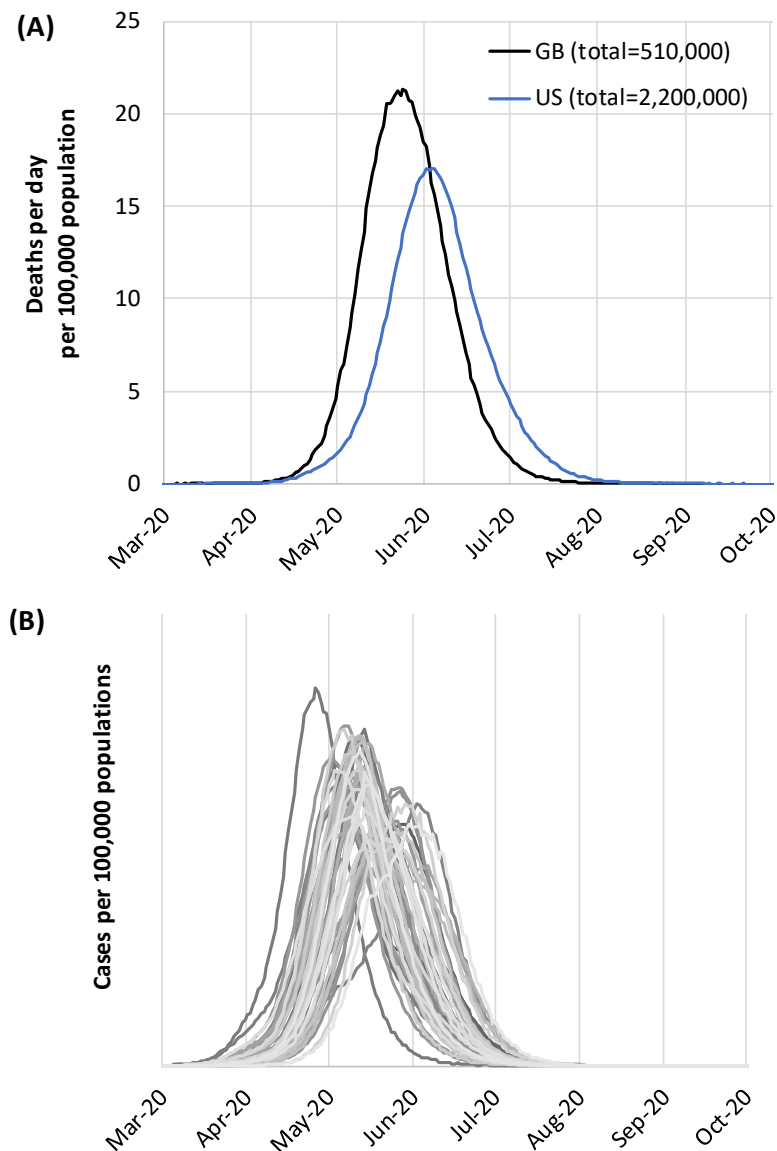 (A)
25
20
15
10
5
0
Deaths per day
per 100,000 population
GB (total=510,000)
US (total=2,200,000)
Mar-20
Apr-20
May-20
Jun-20
Jul-20
Aug-20
Sep-20
Oct-20
(B)
Cases per 100,000 populations
Mar-20
Apr-20
May-20
Jun-20
Jul-20
Aug-20
Sep-20
Oct-20